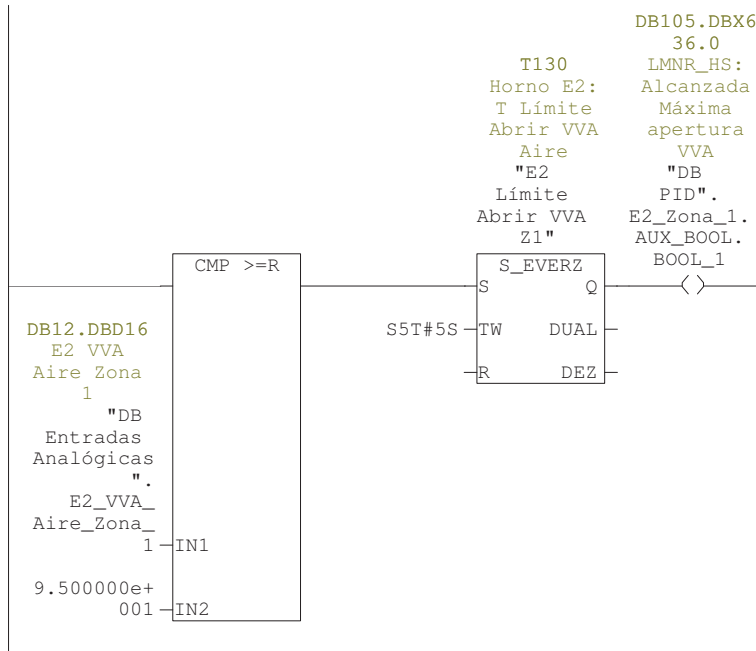 DB105.DBX6
36.0
LMNR_HS:
Alcanzada
Máxima
apertura
VVA
"DB
PID".
E2_Zona_1.
AUX_BOOL.
BOOL_1
T130
Horno E2:
T Límite
Abrir VVA
Aire
"E2
Límite
Abrir VVA
Z1"
CMP >=R
S_EVERZ
S Q
S5T#5S TW DUAL
R DEZ
DB12.DBD16
E2 VVA
Aire Zona
1
"DB
Entradas
Analógicas
".
E2_VVA_
Aire_Zona_
1 IN1
9.500000e+
001 IN2